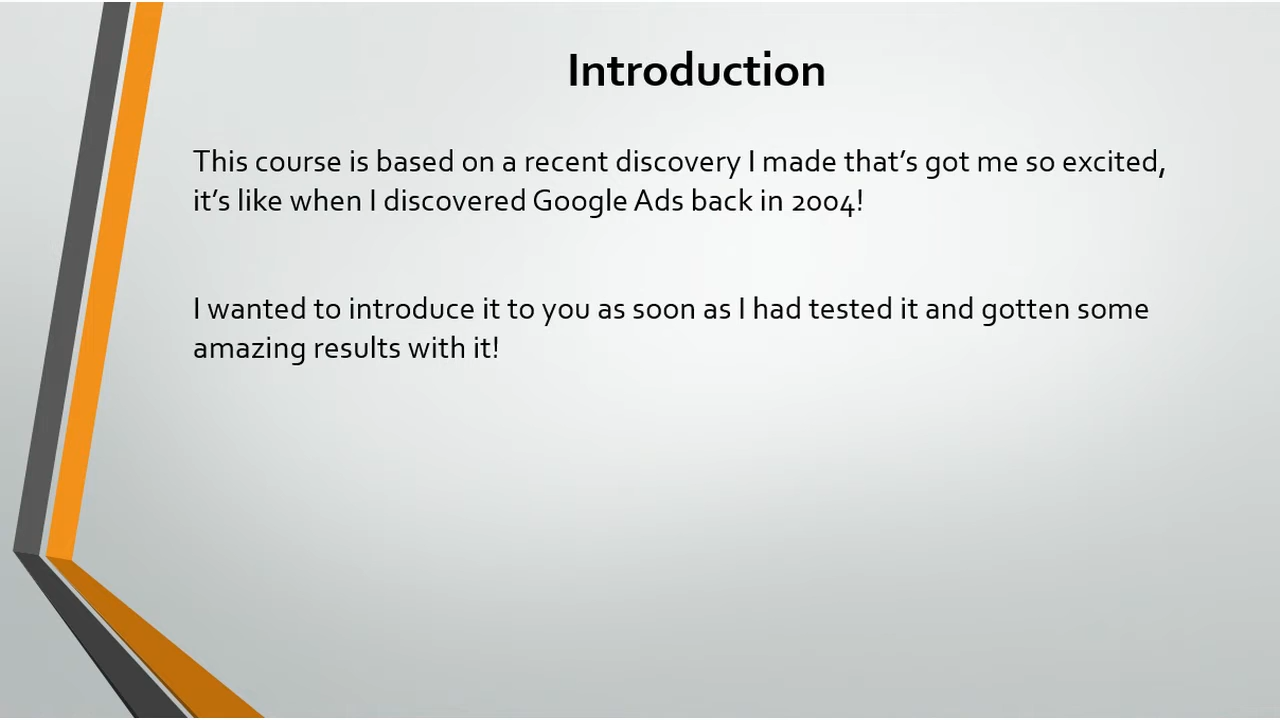 Introduction
This course is based on a recent discovery I made that’s got me so excited,
it’s like when I discovered Google Ads back in 2004!
I wanted to introduce it to you as soon as I had tested it and gotten some
amazing results with it!